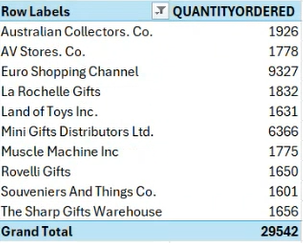 Row Labels QUANTITYORDERED
Australian Collectors. Co. 1926
AV Stores. Co. 1778
Euro Shopping Channel 9327
La Rochelle Gifts 1832
Land of Toys Inc. 1631
Mini Gifts Distributors Ltd. 6366
Muscle Machine Inc 1775
Rovelli Gifts 1650
Souveniers And Things Co. 1601
The Sharp Gifts Warehouse 1656
Grand Total 29542